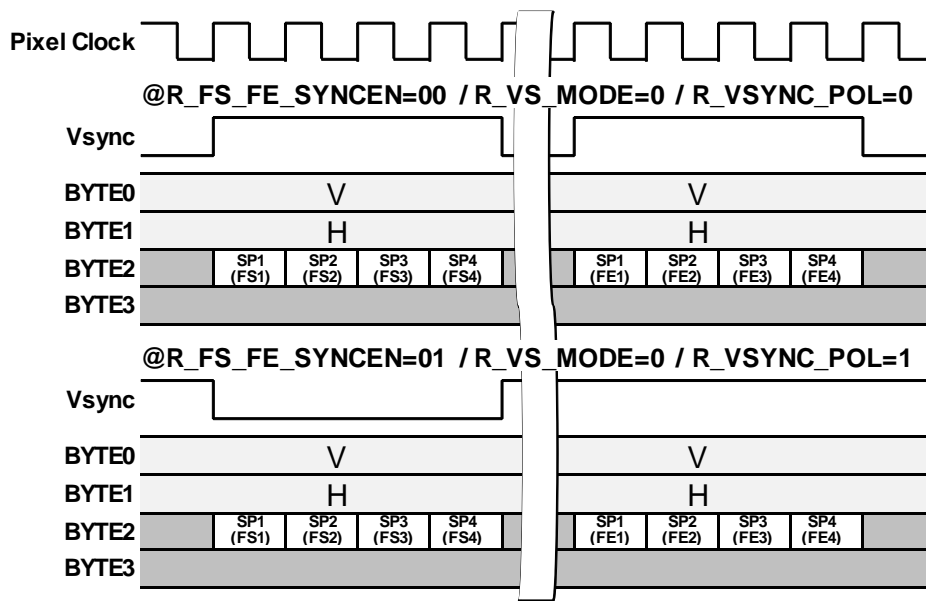 Pixel Clock
@R_FS_FE_SYNCEN=00 / R_VS_MODE=0 / R_VSYNC_POL=0
Vsync
BYTE0 V V
BYTE1 H H
BYTE2 SP1 (FS1) SP2 (FS2) SP3 (FS3) SP4 (FS4) SP1 (FE1) SP2 (FE2) SP3 (FE3) SP4 (FE4)
BYTE3
@R_FS_FE_SYNCEN=01 / R_VS_MODE=0 / R_VSYNC_POL=1
Vsync
BYTE0 V V
BYTE1 H H
BYTE2 SP1 (FS1) SP2 (FS2) SP3 (FS3) SP4 (FS4) SP1 (FE1) SP2 (FE2) SP3 (FE3) SP4 (FE4)
BYTE3